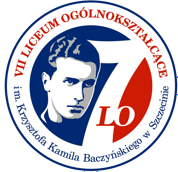 VII LICEUM OGÓLNOKSZTAŁCĄCE
7
LO
im. Krzysztofa Kamila Baczyńskiego w Szczecinie